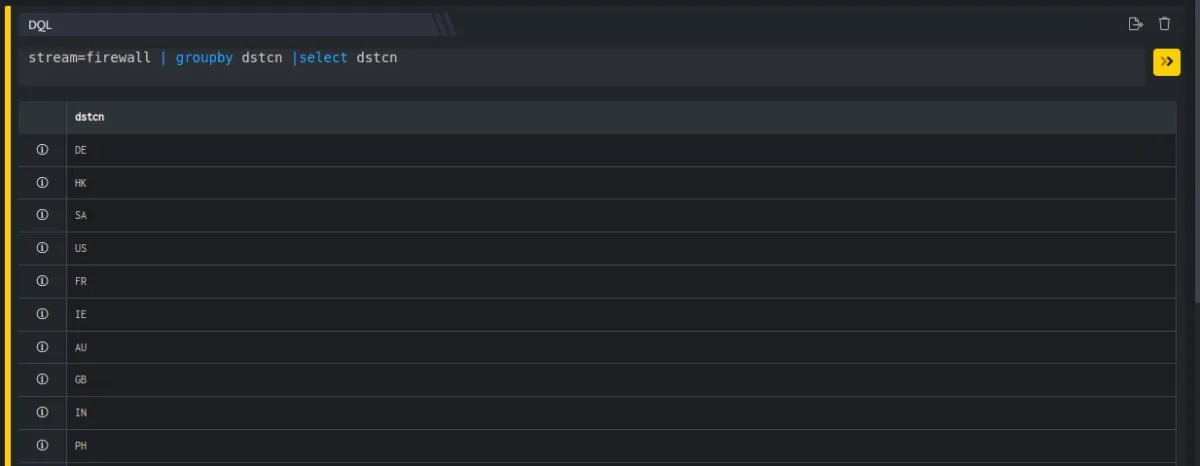 DQL
stream=firewall | groupby dstcn |select dstcn
dstcn
DE
HK
SA
US
FR
IE
AU
GB
IN
PH